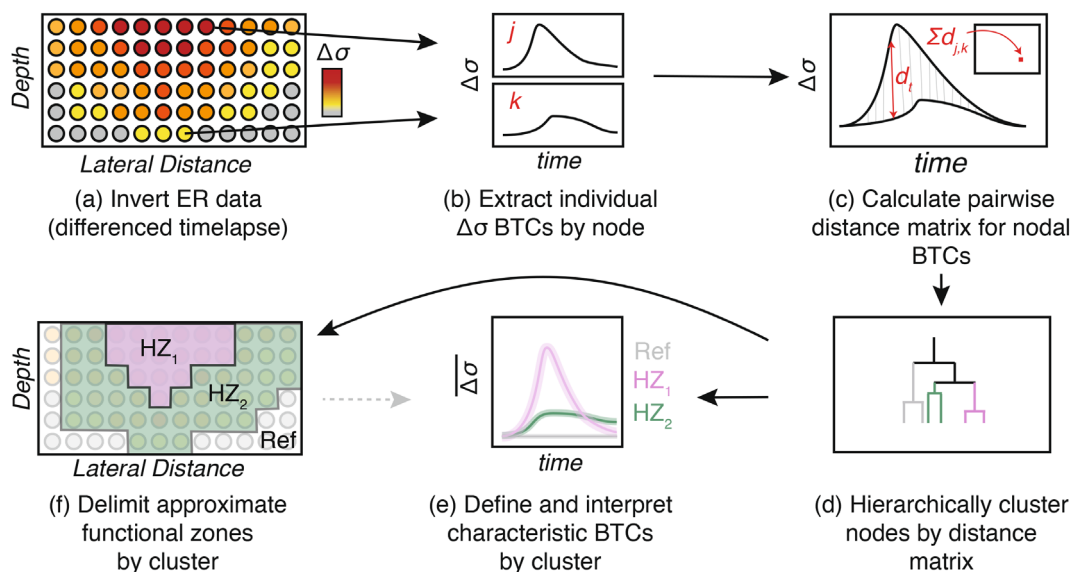 Depth
Δσ
Lateral Distance
(a) Invert ER data
(differenced timelapse)
j
Δσ
k
time
(b) Extract individual
Δσ BTCs by node
Δσ
d_t
Σd_{j,k}
time
(c) Calculate pairwise
distance matrix for nodal
BTCs
Depth
HZ₁
HZ₂
Ref
Lateral Distance
(f) Delimit approximate
functional zones
by cluster
Δσ
Ref
HZ₁
HZ₂
time
(e) Define and interpret
characteristic BTCs
by cluster
(d) Hierarchically cluster
nodes by distance
matrix